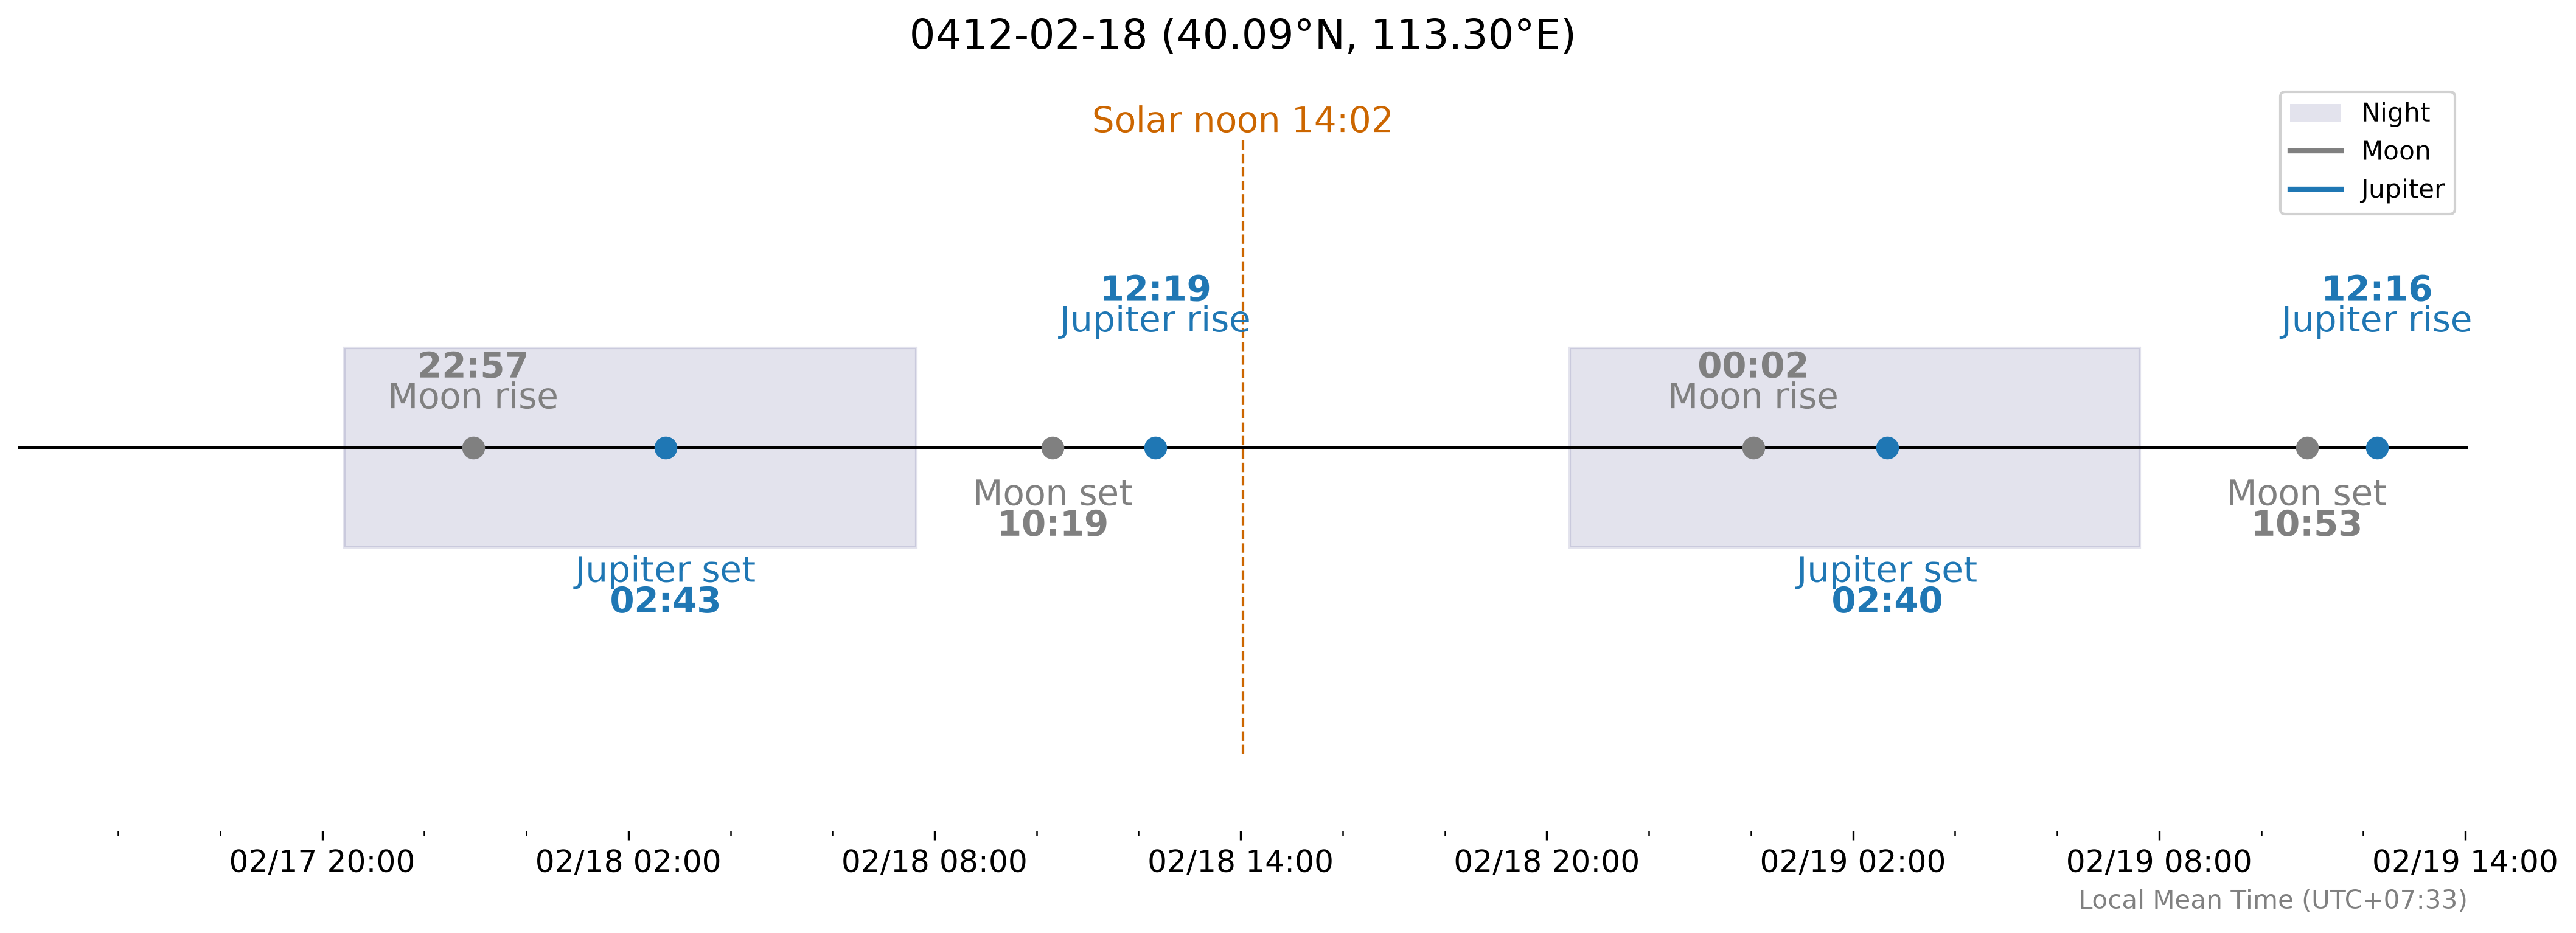 0412-02-18 (40.09°N, 113.30°E)
Solar noon 14:02
Night
Moon
Jupiter
12:19
Jupiter rise
12:16
Jupiter rise
22:57
Moon rise
00:02
Moon rise
Moon set
10:19
Moon set
10:53
Jupiter set
02:43
Jupiter set
02:40
02/17 20:00
02/18 02:00
02/18 08:00
02/18 14:00
02/18 20:00
02/19 02:00
02/19 08:00
02/19 14:00
Local Mean Time (UTC+07:33)